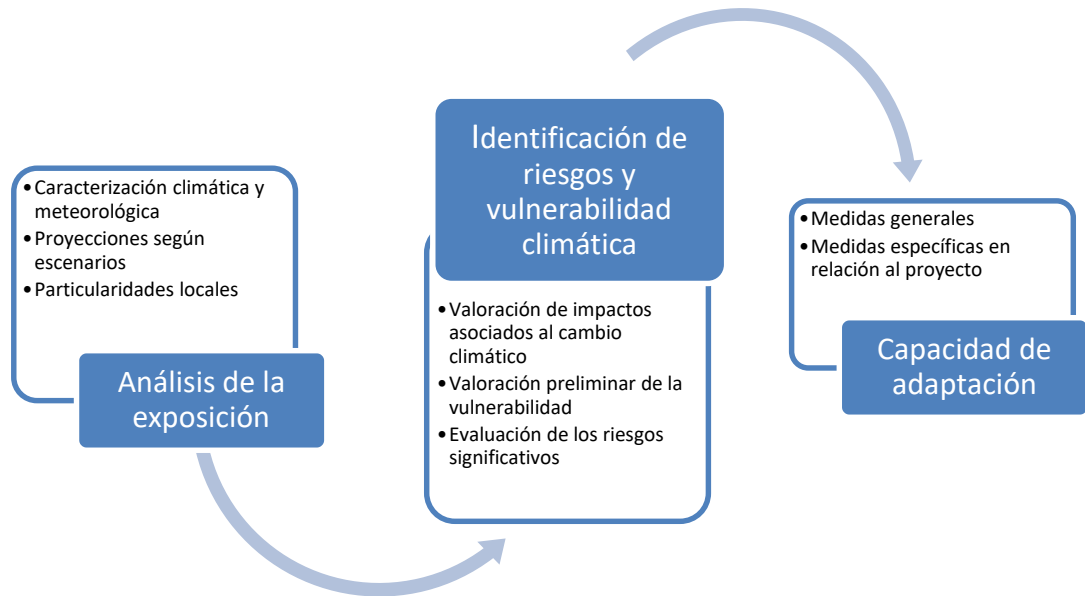 •Caracterización climática y
meteorológica
•Proyecciones según
escenarios
•Particularidades locales
Análisis de la
exposición
Identificación de
riesgos y
vulnerabilidad
climática
•Valoración de impactos
asociados al cambio
climático
•Valoración preliminar de la
vulnerabilidad
•Evaluación de los riesgos
significativos
•Medidas generales
•Medidas específicas en
relación al proyecto
Capacidad de
adaptación